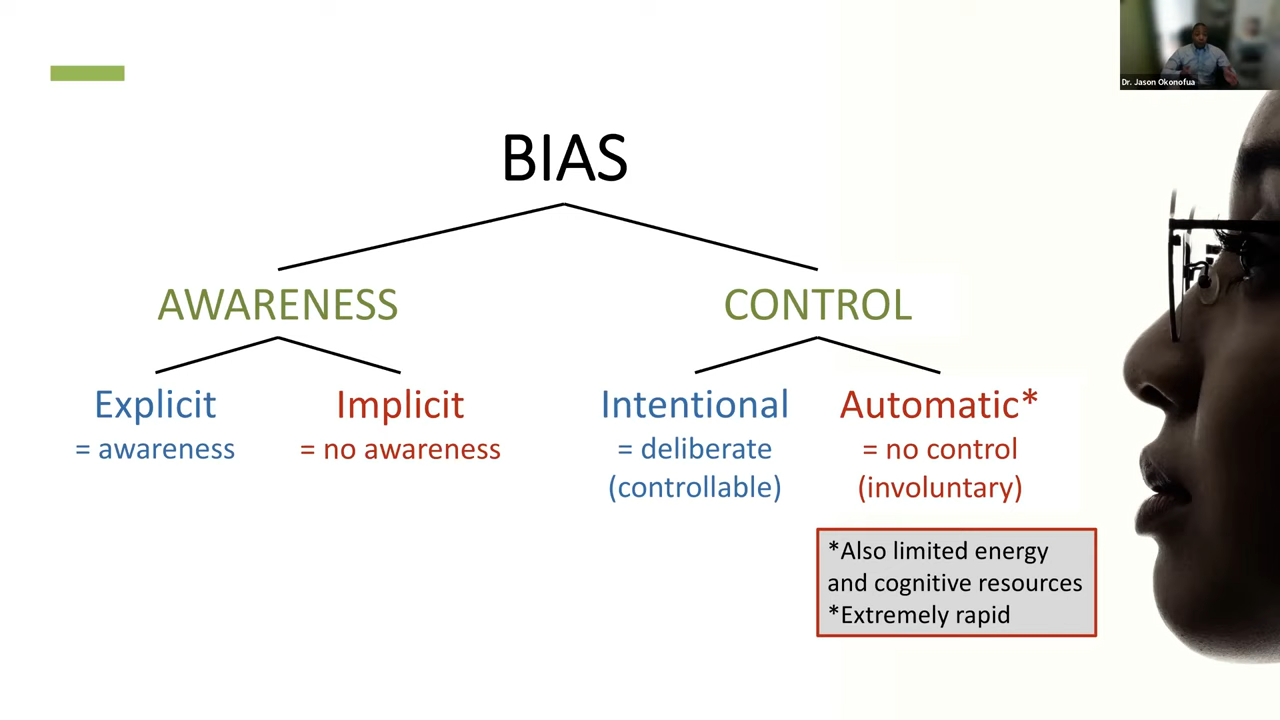 Dr. Jason Okonofua
BIAS
AWARENESS
CONTROL
Explicit
= awareness
Implicit
= no awareness
Intentional
= deliberate
(controllable)
Automatic*
= no control
(involuntary)
*Also limited energy
and cognitive resources
*Extremely rapid